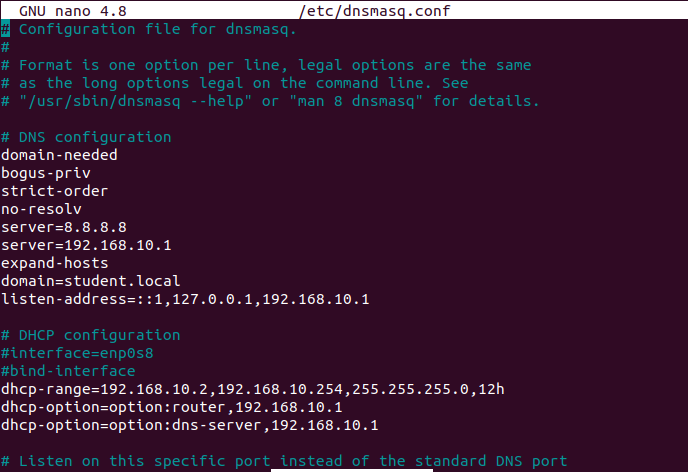 GNU nano 4.8 /etc/dnsmasq.conf
# Configuration file for dnsmasq.
#
# Format is one option per line, legal options are the same
# as the long options legal on the command line. See
# "/usr/sbin/dnsmasq --help" or "man 8 dnsmasq" for details.
# DNS configuration
domain-needed
bogus-priv
strict-order
no-resolv
server=8.8.8.8
server=192.168.10.1
expand-hosts
domain=student.local
listen-address=::1,127.0.0.1,192.168.10.1
# DHCP configuration
#interface=enp0s8
#bind-interface
dhcp-range=192.168.10.2,192.168.10.254,255.255.255.0,12h
dhcp-option=option:router,192.168.10.1
dhcp-option=option:dns-server,192.168.10.1
# Listen on this specific port instead of the standard DNS port